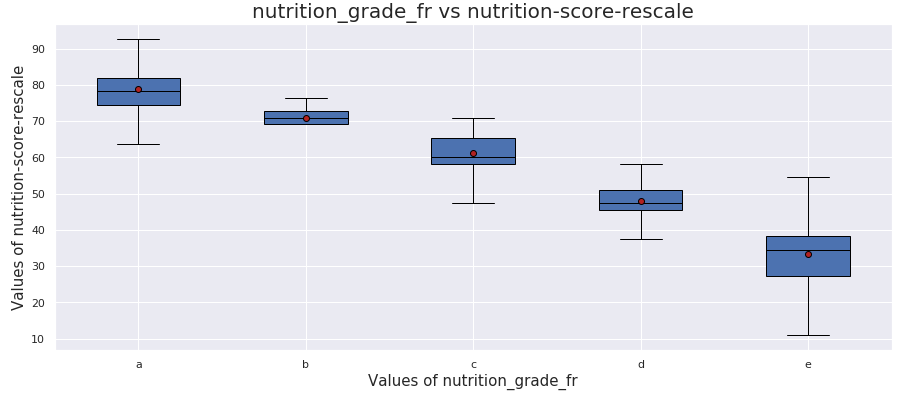 nutrition_grade_fr vs nutrition-score-rescale
Values of nutrition-score-rescale
90
80
70
60
50
40
30
20
10
a b c d e
Values of nutrition_grade_fr